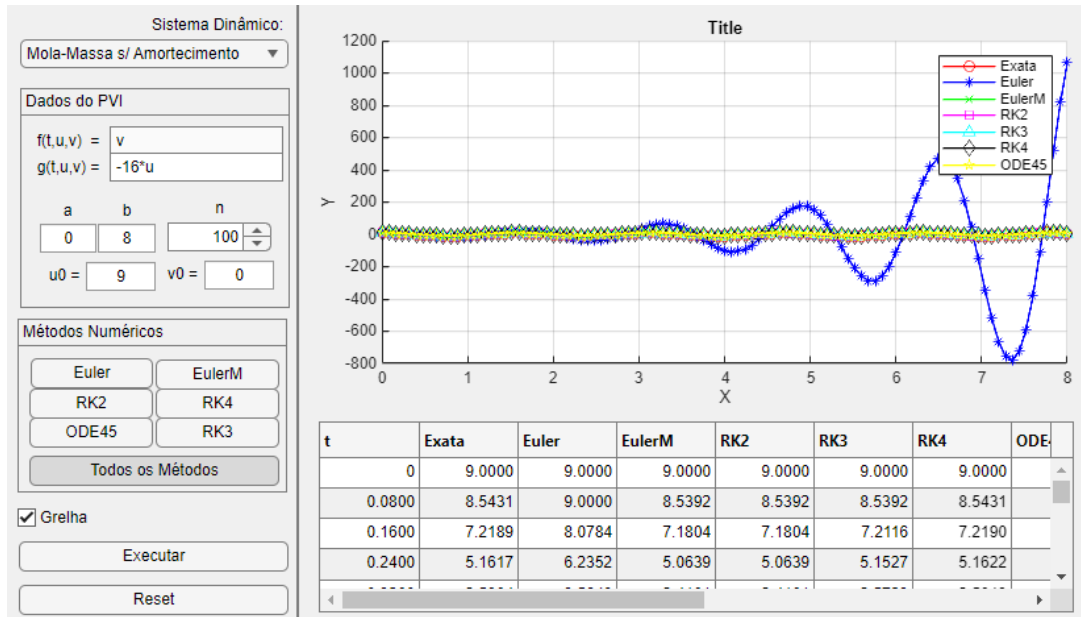 Sistema Dinâmico:
Mola-Massa s/ Amortecimento
Dados do PVI
f(t,u,v) = v
g(t,u,v) = -16*u
a b n
0 8 100
u0 = 9 v0 = 0
Métodos Numéricos
Euler EulerM
RK2 RK4
ODE45 RK3
Todos os Métodos
Grelha
Executar
Reset
Title
1200
1000
800
600
400
200
0
-200
-400
-600
-800
Y
0 1 2 3 4 5 6 7 8
X
Exata
Euler
EulerM
RK2
RK3
RK4
ODE45
t Exata Euler EulerM RK2 RK3 RK4 ODE4
0 9.0000 9.0000 9.0000 9.0000 9.0000 9.0000
0.0800 8.5431 9.0000 8.5392 8.5392 8.5392 8.5431
0.1600 7.2189 8.0784 7.1804 7.1804 7.2116 7.2190
0.2400 5.1617 6.2352 5.0639 5.0639 5.1527 5.1622